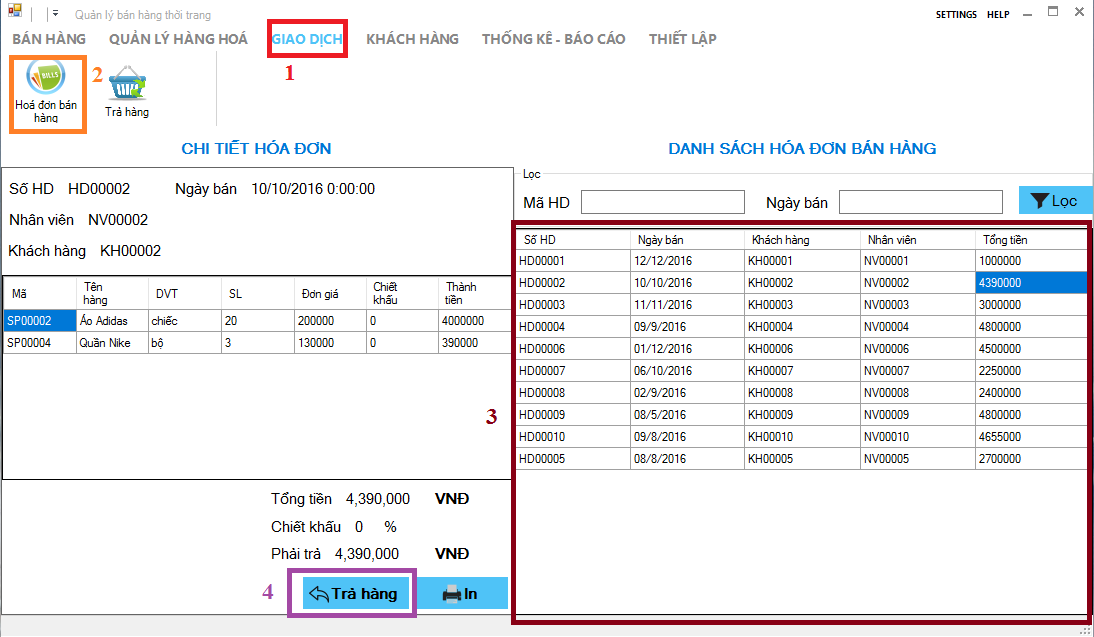 Quản lý bán hàng thời trang
SETTINGS HELP
BÁN HÀNG QUẢN LÝ HÀNG HOÁ GIAO DỊCH KHÁCH HÀNG THỐNG KÊ - BÁO CÁO THIẾT LẬP
1
BILLS
2
Hoá đơn bán
hàng
Trả hàng
CHI TIẾT HÓA ĐƠN
Số HD HD00002 Ngày bán 10/10/2016 0:00:00
Nhân viên NV00002
Khách hàng KH00002
Mã Tên hàng DVT SL Đơn giá Chiết khấu Thành tiền
SP00002 Áo Adidas chiếc 20 200000 0 4000000
SP00004 Quần Nike bộ 3 130000 0 390000
Tổng tiền 4,390,000 VNĐ
Chiết khấu 0 %
Phải trả 4,390,000 VNĐ
4
Trả hàng In
DANH SÁCH HÓA ĐƠN BÁN HÀNG
Lọc
Mã HD Ngày bán Lọc
3
Số HD Ngày bán Khách hàng Nhân viên Tổng tiền
HD00001 12/12/2016 KH00001 NV00001 1000000
HD00002 10/10/2016 KH00002 NV00002 4390000
HD00003 11/11/2016 KH00003 NV00003 3000000
HD00004 09/9/2016 KH00004 NV00004 4800000
HD00006 01/12/2016 KH00006 NV00006 4500000
HD00007 06/10/2016 KH00007 NV00007 2250000
HD00008 02/9/2016 KH00008 NV00008 2400000
HD00009 08/5/2016 KH00009 NV00009 4800000
HD00010 09/8/2016 KH00010 NV00010 4655000
HD00005 08/8/2016 KH00005 NV00005 2700000